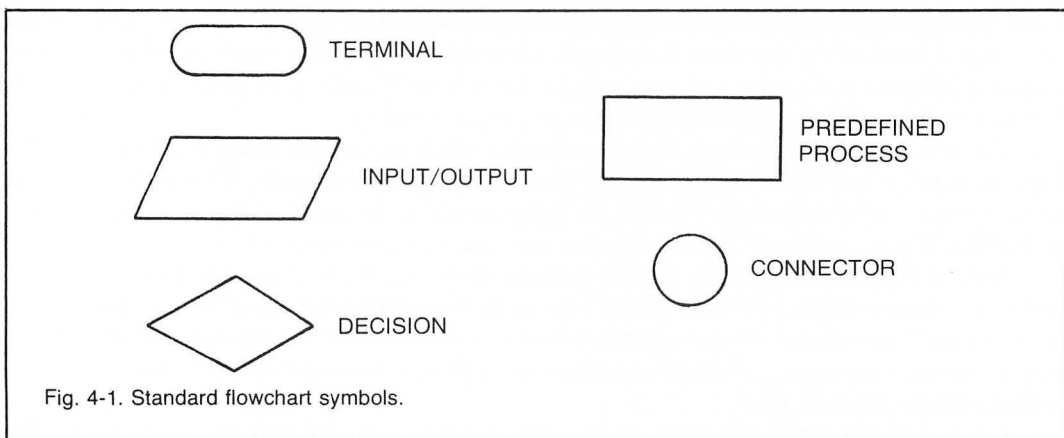 TERMINAL
INPUT/OUTPUT
DECISION
PREDEFINED
PROCESS
CONNECTOR
Fig. 4-1. Standard flowchart symbols.